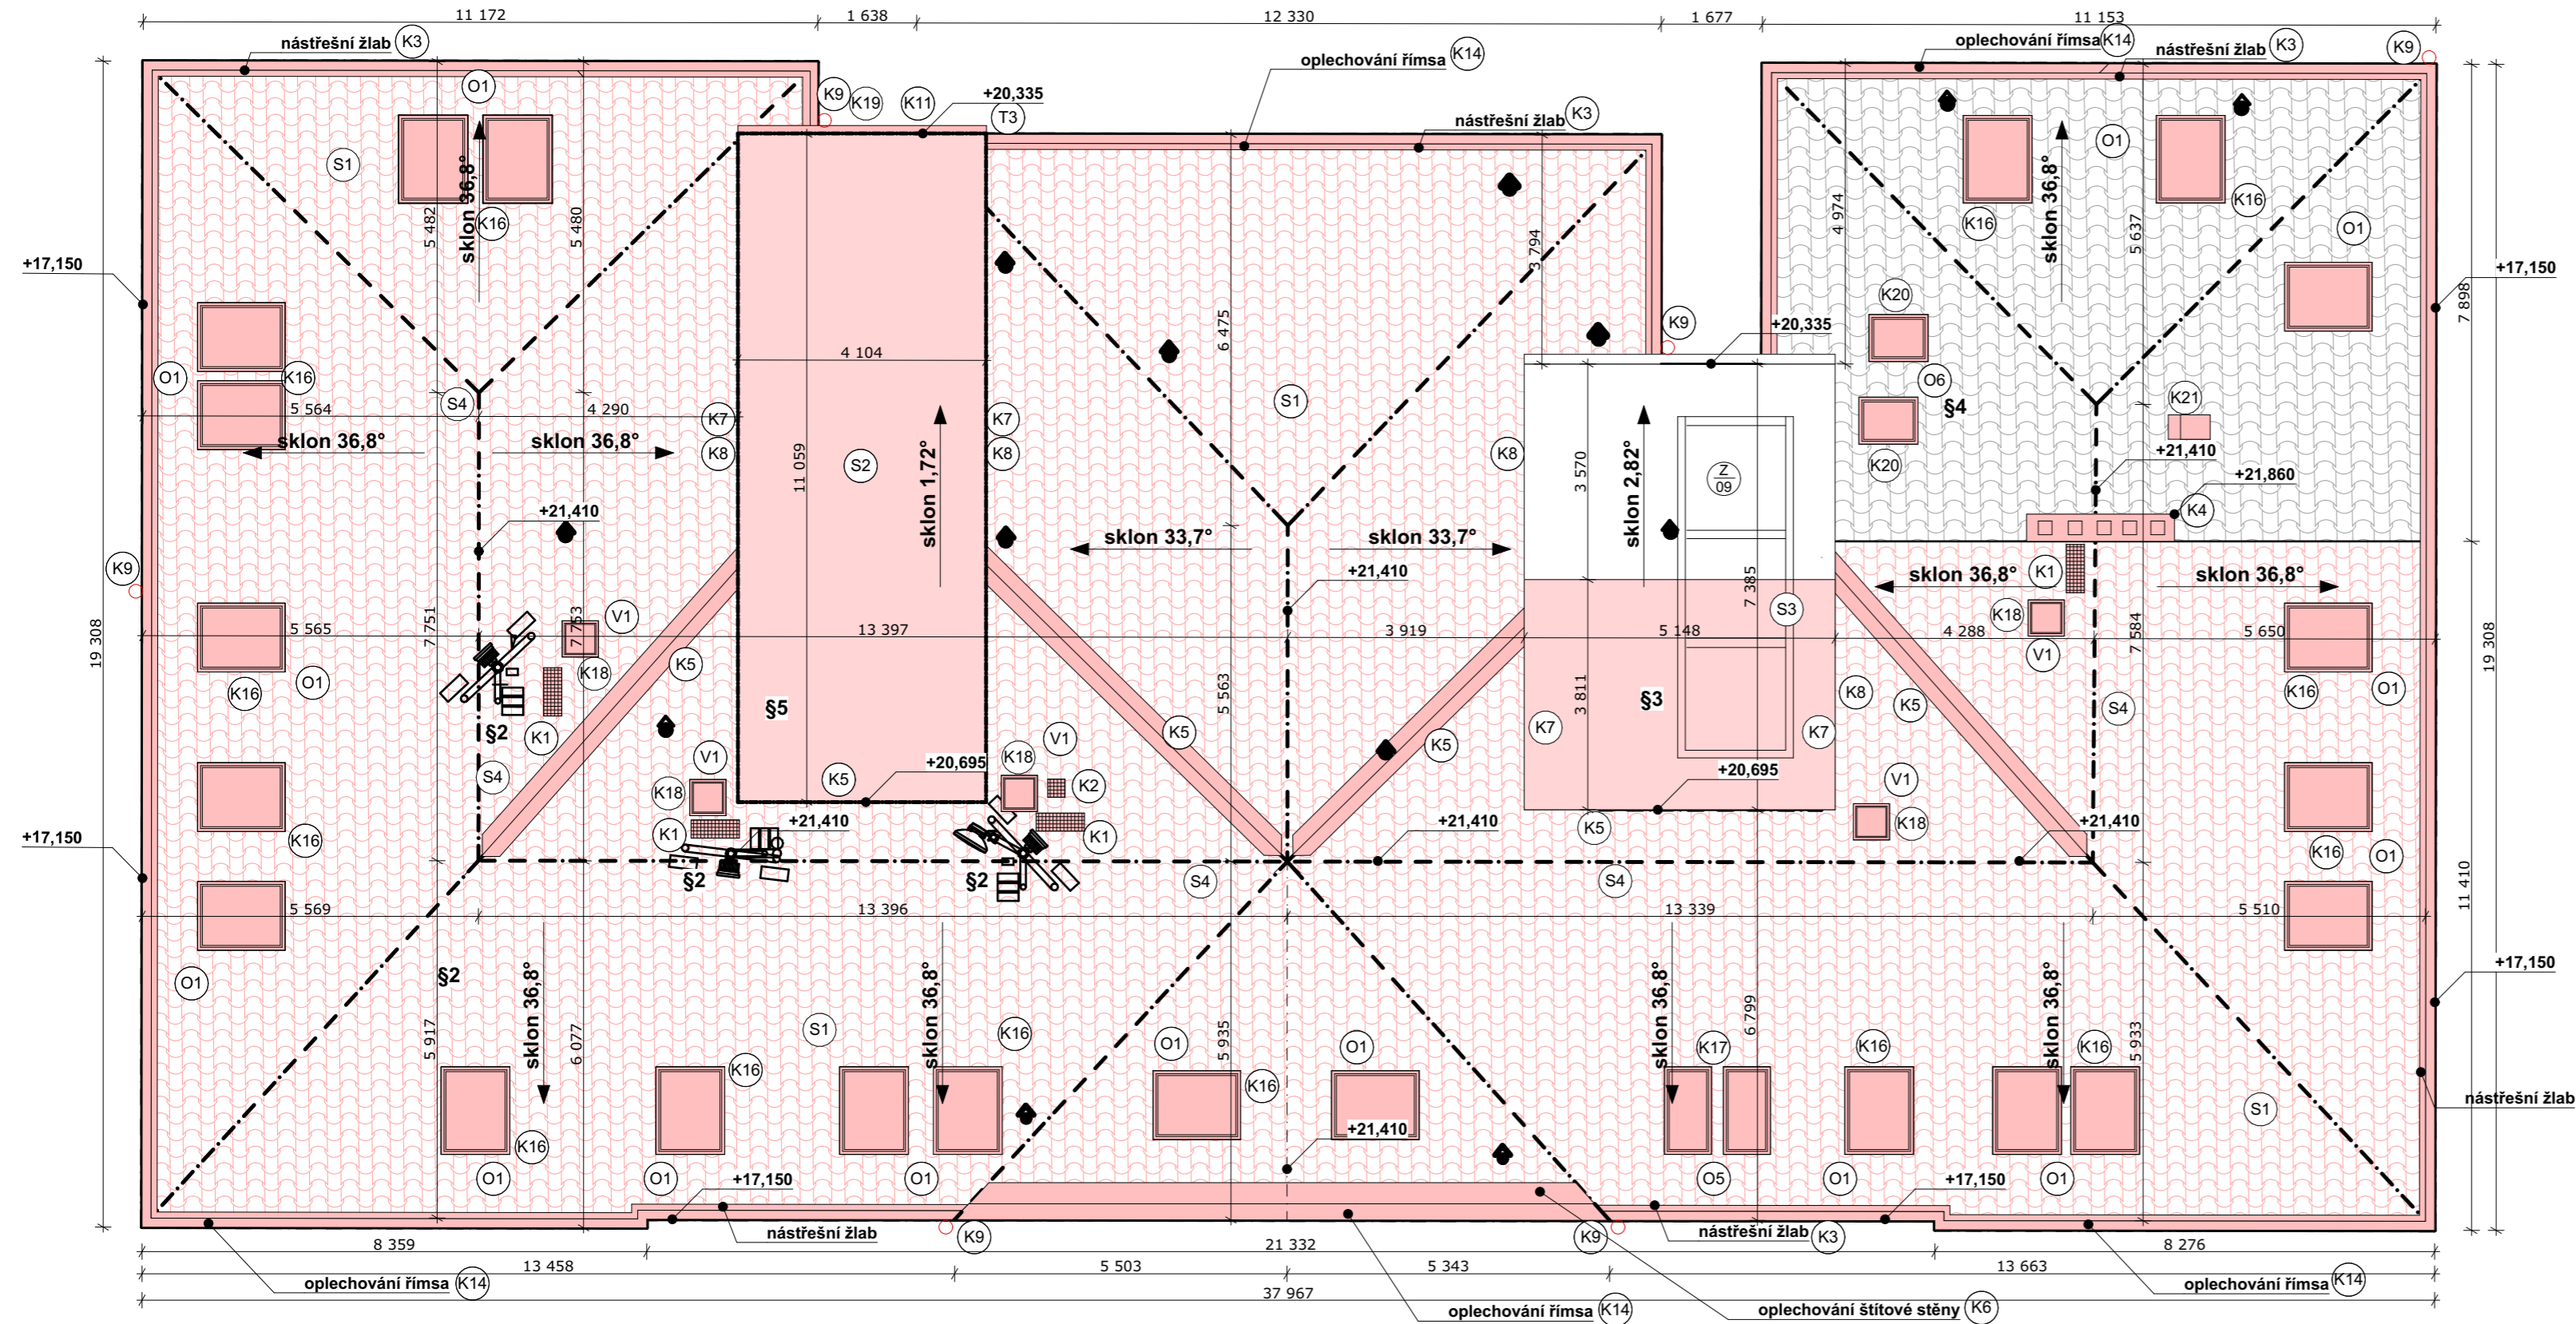 11 172
1 638
12 330
1 677
11 153
nástřešní žlab K3
oplechování římsa K14
oplechování římsa K14
nástřešní žlab K3
K9
O1
K9
K19
K11
+20,335
T3
nástřešní žlab K3
S1
O1
5 482
5 480
sklon 36,8°
K16
4 974
5 637
sklon 36,8°
K16
K16
O1
3 794
+17,150
+17,150
7 898
K20
K9
+20,335
6 475
4 104
O1
K16
O6
§4
S1
5 564
S4
4 290
K7
K7
K21
sklon 36,8°
sklon 36,8°
K8
K8
K8
+21,410
S2
11 059
sklon 1,72°
3 570
sklon 2,82°
Z
09
K20
+21,860
K4
+21,410
sklon 33,7°
sklon 33,7°
K9
+21,410
K1
sklon 36,8°
sklon 36,8°
7 385
S3
K18
V1
19 308
5 565
7 751
7 753
V1
13 397
3 919
5 148
4 288
7 584
5 650
19 308
K18
K5
V1
K16
O1
K16
O1
§2
K1
§5
5 563
K5
K5
K7
3 811
§3
K7
K8
K5
S4
S4
V1
K18
K5
+20,695
K18
V1
K2
+20,695
V1
K18
+17,150
K16
K1
+21,410
K1
+21,410
K5
+21,410
K16
O1
§2
§2
S4
S4
5 569
13 396
13 339
5 510
11 410
O1
§2
sklon 36,8°
sklon 36,8°
sklon 36,8°
sklon 36,8°
+17,150
5 917
6 077
S1
K16
5 935
6 799
5 933
K16
O1
K16
O1
K17
K16
K16
S1
nástřešní žlab
K16
+21,410
O1
O1
O1
O5
O1
O1
+17,150
+17,150
nástřešní žlab
K9
K9
nástřešní žlab K3
8 359
21 332
8 276
13 458
5 503
5 343
13 663
oplechování římsa K14
37 967
oplechování římsa K14
oplechování štítové stěny K6
oplechování římsa K14